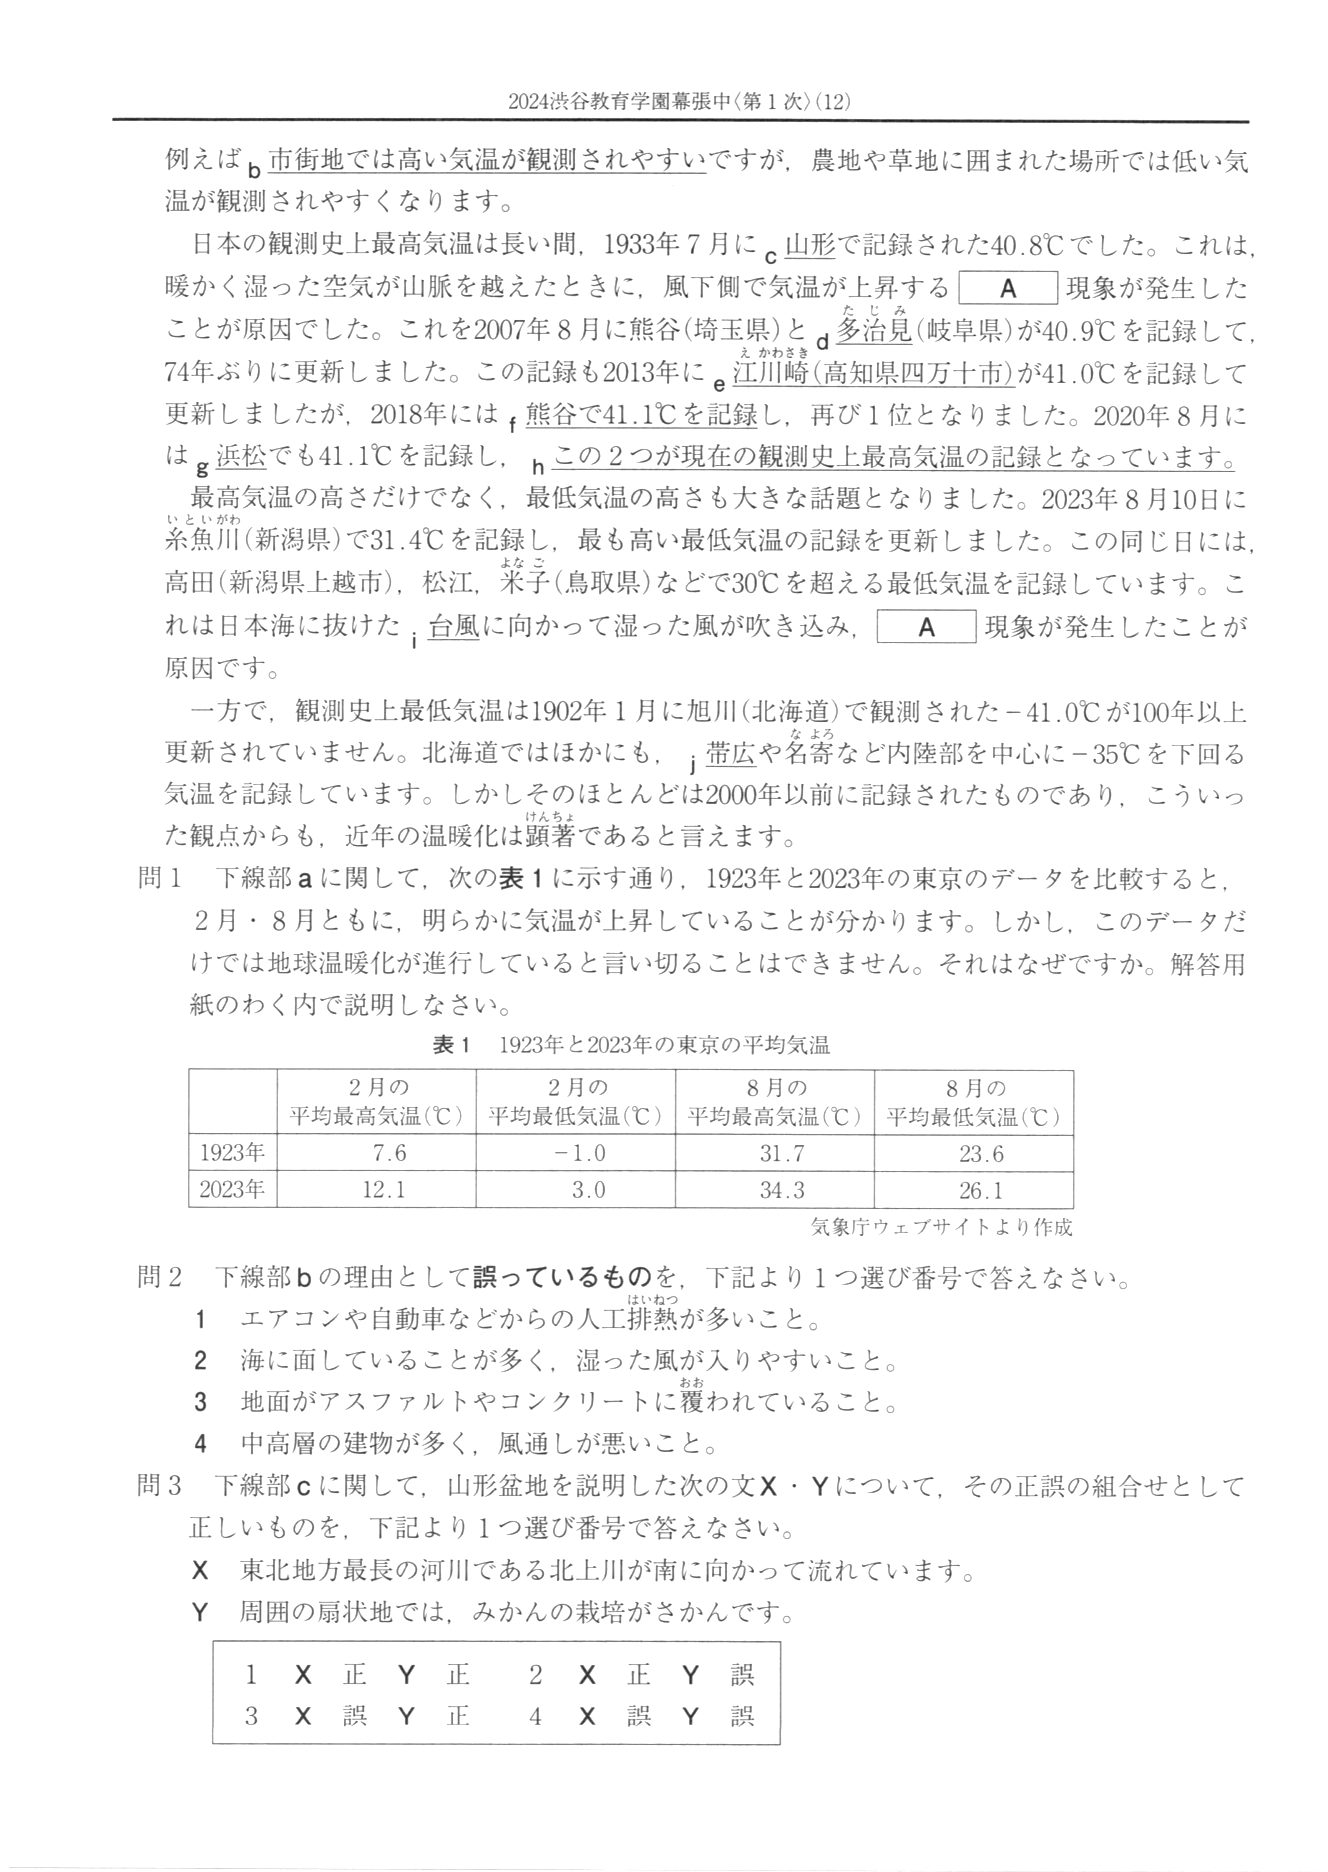 2024渋谷教育学園幕張中〈第1次〉(12)
例えばb市街地では高い気温が観測されやすいですが，農地や草地に囲まれた場所では低い気
温が観測されやすくなります。
日本の観測史上最高気温は長い間，1933年7月にc山形で記録された40.8℃でした。これは，
暖かく湿った空気が山脈を越えたときに，風下側で気温が上昇する A 現象が発生した
たじみ
ことが原因でした。これを2007年8月に熊谷(埼玉県)とd多治見(岐阜県)が40.9℃を記録して，
えかわさき
74年ぶりに更新しました。この記録も2013年にe江川崎(高知県四万十市)が41.0℃を記録して
更新しましたが，2018年にはf熊谷で41.1℃を記録し，再び1位となりました。2020年8月に
はg浜松でも41.1℃を記録し，hこの2つが現在の観測史上最高気温の記録となっています。
最高気温の高さだけでなく，最低気温の高さも大きな話題となりました。2023年8月10日に
いといがわ
糸魚川(新潟県)で31.4℃を記録し，最も高い最低気温の記録を更新しました。この同じ日には，
よなご
高田(新潟県上越市)，松江，米子(鳥取県)などで30℃を超える最低気温を記録しています。こ
れは日本海に抜けたi台風に向かって湿った風が吹き込み， A 現象が発生したことが
原因です。
一方で，観測史上最低気温は1902年1月に旭川(北海道)で観測された－41.0℃が100年以上
なよろ
更新されていません。北海道ではほかにも，j帯広や名寄など内陸部を中心に－35℃を下回る
気温を記録しています。しかしそのほとんどは2000年以前に記録されたものであり，こういっ
けんちょ
た観点からも，近年の温暖化は顕著であると言えます。
問1 下線部aに関して，次の表1に示す通り，1923年と2023年の東京のデータを比較すると，
2月・8月ともに，明らかに気温が上昇していることが分かります。しかし，このデータだ
けでは地球温暖化が進行していると言い切ることはできません。それはなぜですか。解答用
紙のわく内で説明しなさい。
表1 1923年と2023年の東京の平均気温
2月の 2月の 8月の 8月の
平均最高気温(℃) 平均最低気温(℃) 平均最高気温(℃) 平均最低気温(℃)
1923年 7.6 －1.0 31.7 23.6
2023年 12.1 3.0 34.3 26.1
気象庁ウェブサイトより作成
問2 下線部bの理由として誤っているものを，下記より1つ選び番号で答えなさい。
はいねつ
1 エアコンや自動車などからの人工排熱が多いこと。
2 海に面していることが多く，湿った風が入りやすいこと。
おお
3 地面がアスファルトやコンクリートに覆われていること。
4 中高層の建物が多く，風通しが悪いこと。
問3 下線部cに関して，山形盆地を説明した次の文X・Yについて，その正誤の組合せとして
正しいものを，下記より1つ選び番号で答えなさい。
X 東北地方最長の河川である北上川が南に向かって流れています。
Y 周囲の扇状地では，みかんの栽培がさかんです。
1 X 正 Y 正 2 X 正 Y 誤
3 X 誤 Y 正 4 X 誤 Y 誤